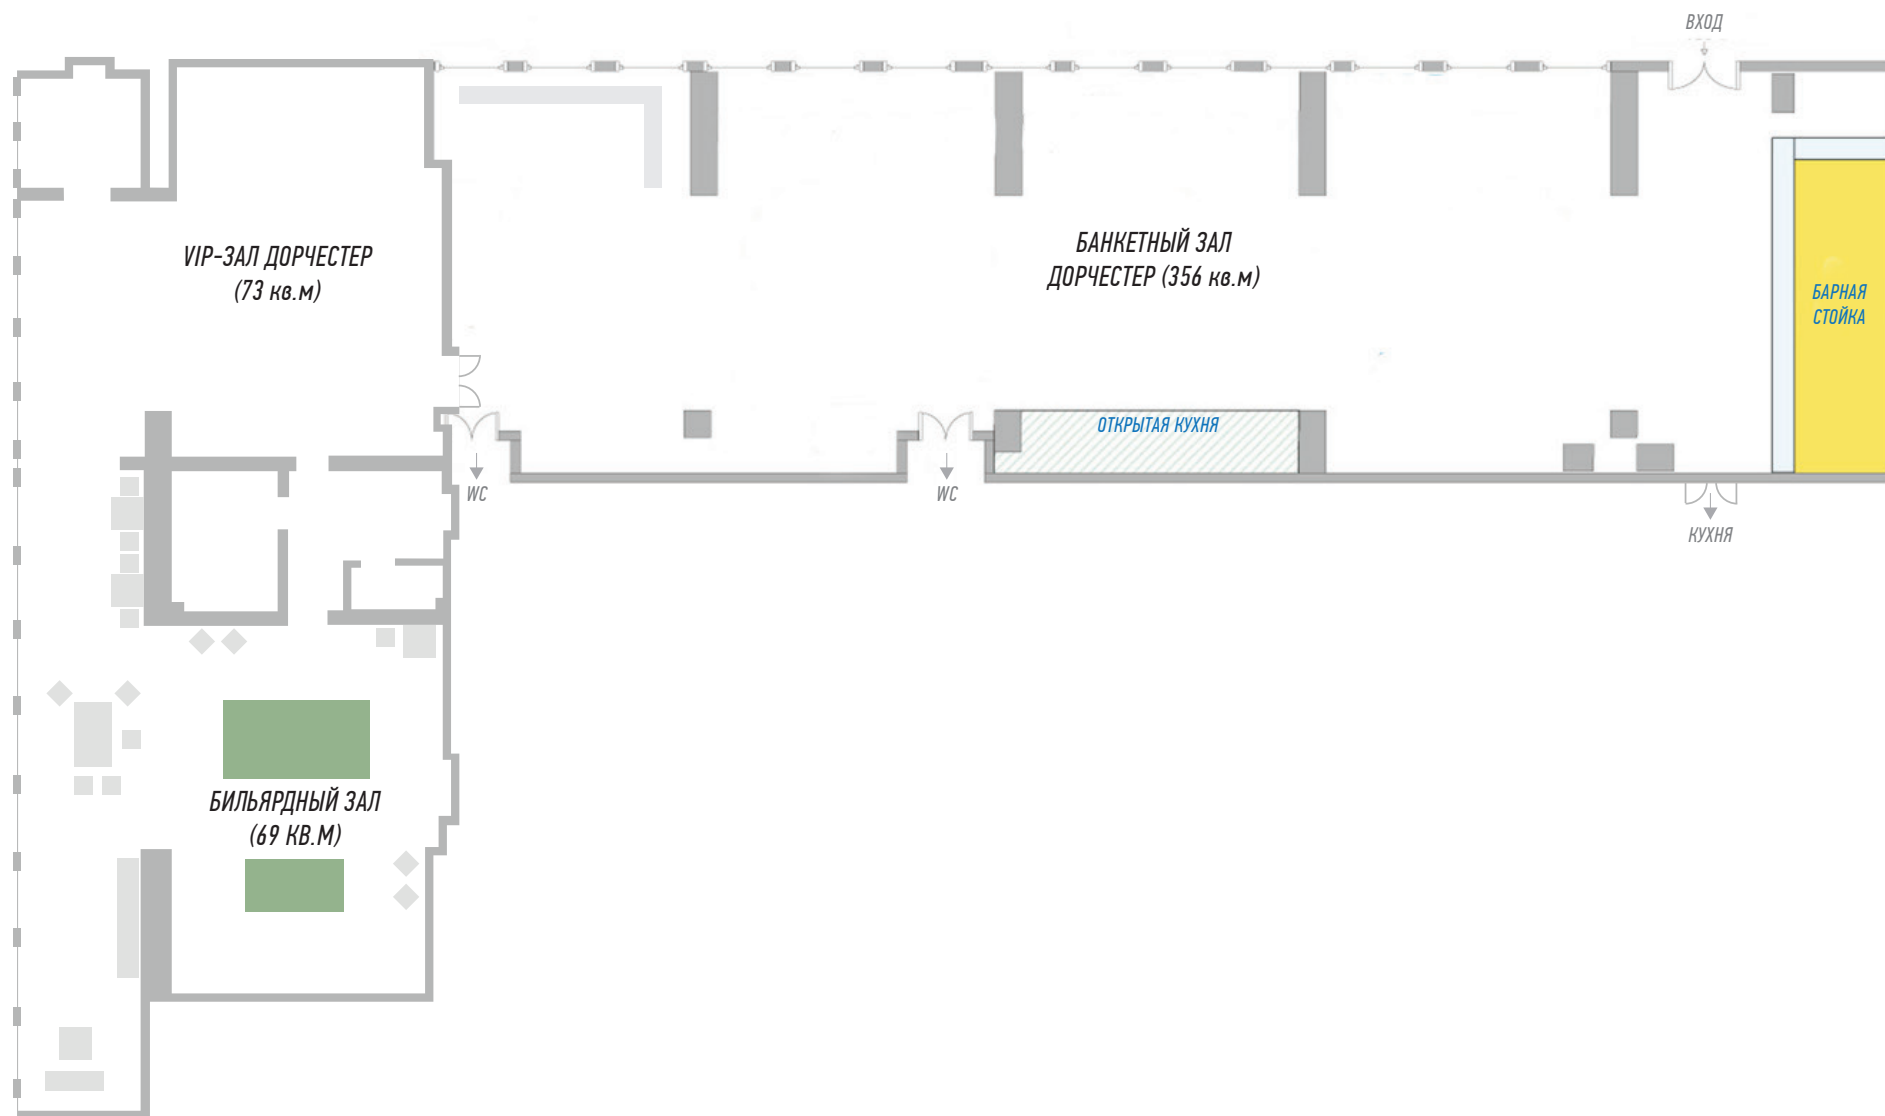 ВХОД
VIP-ЗАЛ ДОРЧЕСТЕР
(73 кв.м)
БАНКЕТНЫЙ ЗАЛ
ДОРЧЕСТЕР (356 кв.м)
БАРНАЯ
СТОЙКА
ОТКРЫТАЯ КУХНЯ
WC
WC
КУХНЯ
БИЛЬЯРДНЫЙ ЗАЛ
(69 КВ.М)